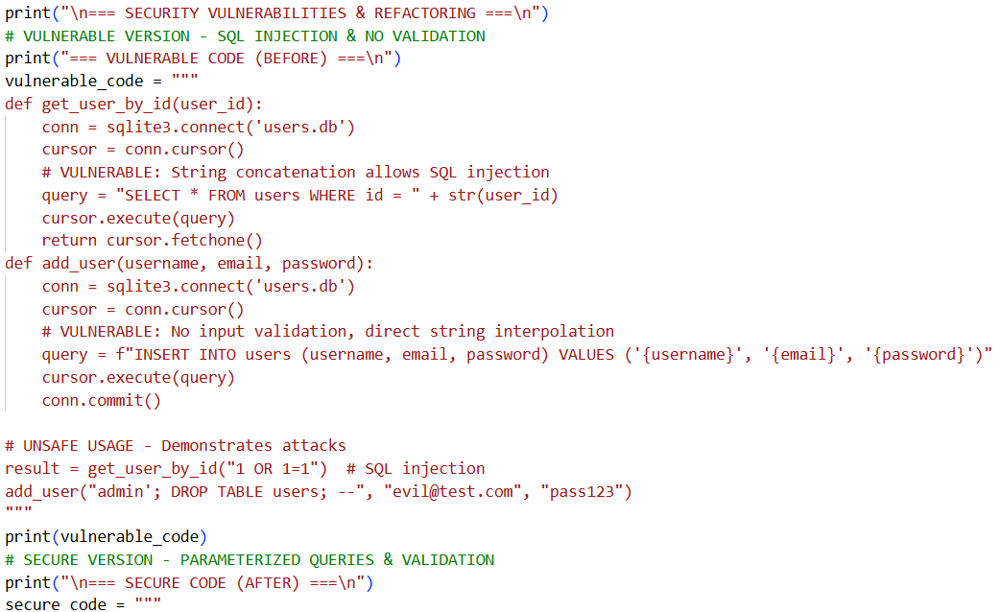 print("\n=== SECURITY VULNERABILITIES & REFACTORING ===\n")
# VULNERABLE VERSION - SQL INJECTION & NO VALIDATION
print("=== VULNERABLE CODE (BEFORE) ===\n")
vulnerable_code = """
def get_user_by_id(user_id):
    conn = sqlite3.connect('users.db')
    cursor = conn.cursor()
    # VULNERABLE: String concatenation allows SQL injection
    query = "SELECT * FROM users WHERE id = " + str(user_id)
    cursor.execute(query)
    return cursor.fetchone()
def add_user(username, email, password):
    conn = sqlite3.connect('users.db')
    cursor = conn.cursor()
    # VULNERABLE: No input validation, direct string interpolation
    query = f"INSERT INTO users (username, email, password) VALUES ('{username}', '{email}', '{password}')"
    cursor.execute(query)
    conn.commit()

# UNSAFE USAGE - Demonstrates attacks
result = get_user_by_id("1 OR 1=1")  # SQL injection
add_user("admin'; DROP TABLE users; --", "evil@test.com", "pass123")
"""
print(vulnerable_code)
# SECURE VERSION - PARAMETERIZED QUERIES & VALIDATION
print("\n=== SECURE CODE (AFTER) ===\n")
secure_code = """